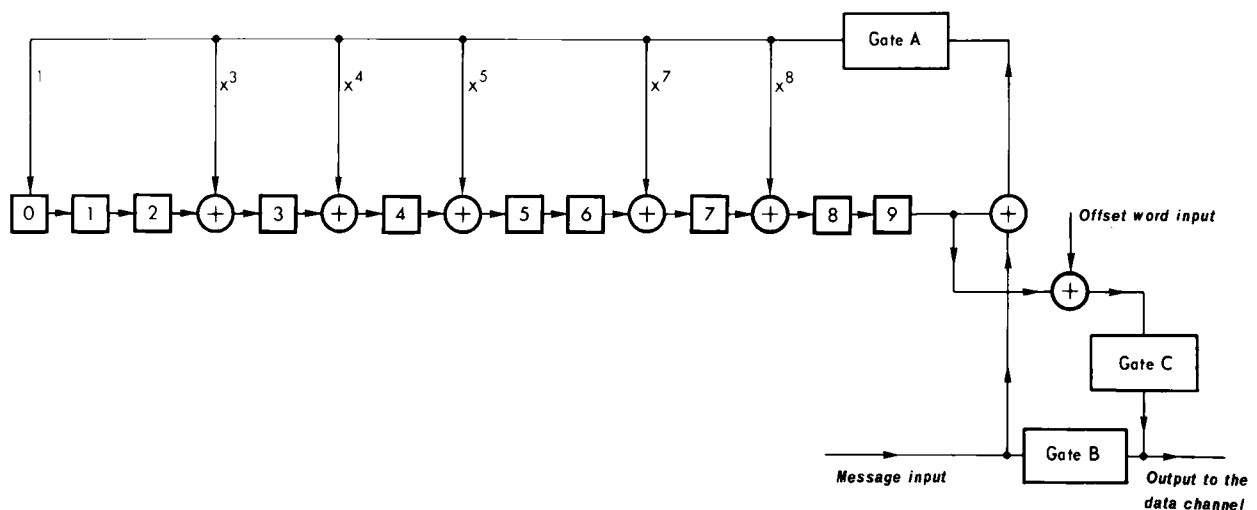 Gate A
1
x³
x⁴
x⁵
x⁷
x⁸
0
1
2
+
3
+
4
+
5
6
+
7
+
8
9
+
Offset word input
+
Gate C
Gate B
Message input
Output to the
data channel